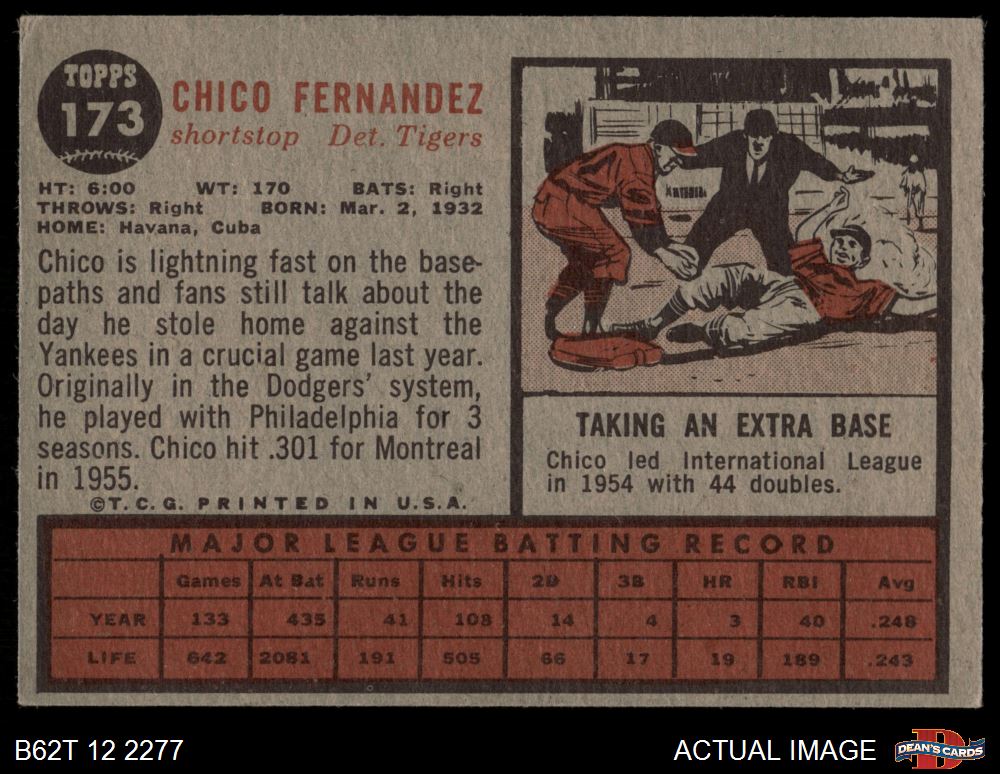 TOPPS
173
CHICO FERNANDEZ
shortstop Det. Tigers
HT: 6:00 WT: 170 BATS: Right
THROWS: Right BORN: Mar. 2, 1932
HOME: Havana, Cuba
Chico is lightning fast on the base-
paths and fans still talk about the
day he stole home against the
Yankees in a crucial game last year.
Originally in the Dodgers' system,
he played with Philadelphia for 3
seasons. Chico hit .301 for Montreal
in 1955.
©T.C.G. PRINTED IN U.S.A.
TAKING AN EXTRA BASE
Chico led International League
in 1954 with 44 doubles.
MAJOR LEAGUE BATTING RECORD
Games At Bat Runs Hits 2B 3B HR RBI Avg
YEAR 133 435 41 108 14 4 3 40 .248
LIFE 642 2081 191 505 66 17 19 189 .243
B62T 12 2277
ACTUAL IMAGE
DEAN'S CARDS